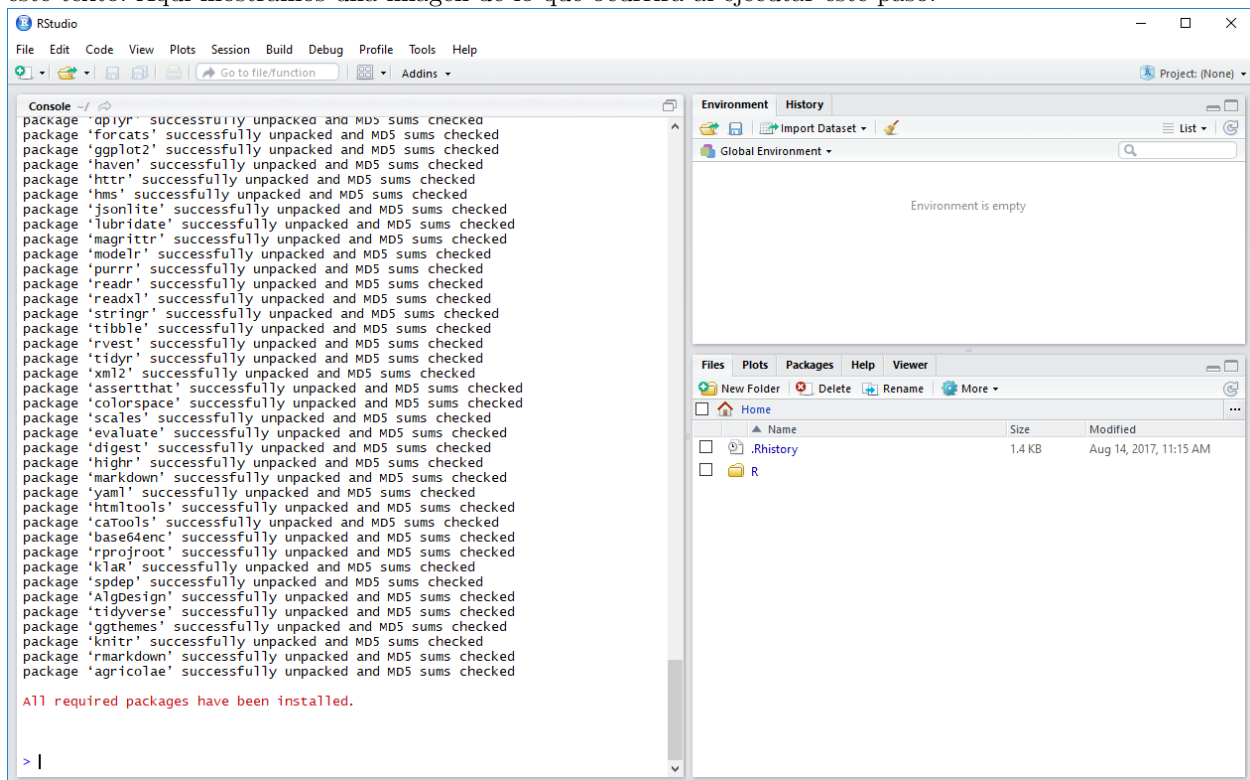 este texto. Aquí mostramos una imagen de lo que ocurrirá al ejecutar este paso.
RStudio
File Edit Code View Plots Session Build Debug Profile Tools Help
Go to file/function Addins Project: (None)
Console ~/
package ‘dplyr’ successfully unpacked and MD5 sums checked
package ‘forcats’ successfully unpacked and MD5 sums checked
package ‘ggplot2’ successfully unpacked and MD5 sums checked
package ‘haven’ successfully unpacked and MD5 sums checked
package ‘httr’ successfully unpacked and MD5 sums checked
package ‘hms’ successfully unpacked and MD5 sums checked
package ‘jsonlite’ successfully unpacked and MD5 sums checked
package ‘lubridate’ successfully unpacked and MD5 sums checked
package ‘magrittr’ successfully unpacked and MD5 sums checked
package ‘modelr’ successfully unpacked and MD5 sums checked
package ‘purrr’ successfully unpacked and MD5 sums checked
package ‘readr’ successfully unpacked and MD5 sums checked
package ‘readxl’ successfully unpacked and MD5 sums checked
package ‘stringr’ successfully unpacked and MD5 sums checked
package ‘tibble’ successfully unpacked and MD5 sums checked
package ‘rvest’ successfully unpacked and MD5 sums checked
package ‘tidyr’ successfully unpacked and MD5 sums checked
package ‘xml2’ successfully unpacked and MD5 sums checked
package ‘assertthat’ successfully unpacked and MD5 sums checked
package ‘colorspace’ successfully unpacked and MD5 sums checked
package ‘scales’ successfully unpacked and MD5 sums checked
package ‘evaluate’ successfully unpacked and MD5 sums checked
package ‘digest’ successfully unpacked and MD5 sums checked
package ‘highr’ successfully unpacked and MD5 sums checked
package ‘markdown’ successfully unpacked and MD5 sums checked
package ‘yaml’ successfully unpacked and MD5 sums checked
package ‘htmltools’ successfully unpacked and MD5 sums checked
package ‘caTools’ successfully unpacked and MD5 sums checked
package ‘base64enc’ successfully unpacked and MD5 sums checked
package ‘rprojroot’ successfully unpacked and MD5 sums checked
package ‘klaR’ successfully unpacked and MD5 sums checked
package ‘spdep’ successfully unpacked and MD5 sums checked
package ‘AlgDesign’ successfully unpacked and MD5 sums checked
package ‘tidyverse’ successfully unpacked and MD5 sums checked
package ‘ggthemes’ successfully unpacked and MD5 sums checked
package ‘knitr’ successfully unpacked and MD5 sums checked
package ‘rmarkdown’ successfully unpacked and MD5 sums checked
package ‘agricolae’ successfully unpacked and MD5 sums checked
All required packages have been installed.
>
Environment History
Import Dataset List
Global Environment
Environment is empty
Files Plots Packages Help Viewer
New Folder Delete Rename More
Home ...
Name Size Modified
.Rhistory 1.4 KB Aug 14, 2017, 11:15 AM
R